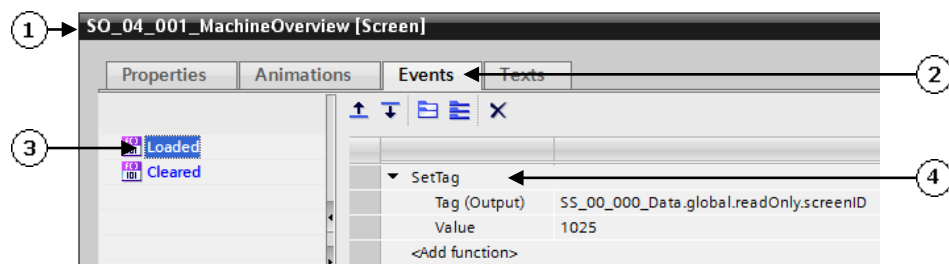 1
SO_04_001_MachineOverview [Screen]
Properties
Animations
Events
Texts
2
3
Loaded
Cleared
SetTag
4
Tag (Output)
SS_00_000_Data.global.readOnly.screenID
Value
1025
<Add function>